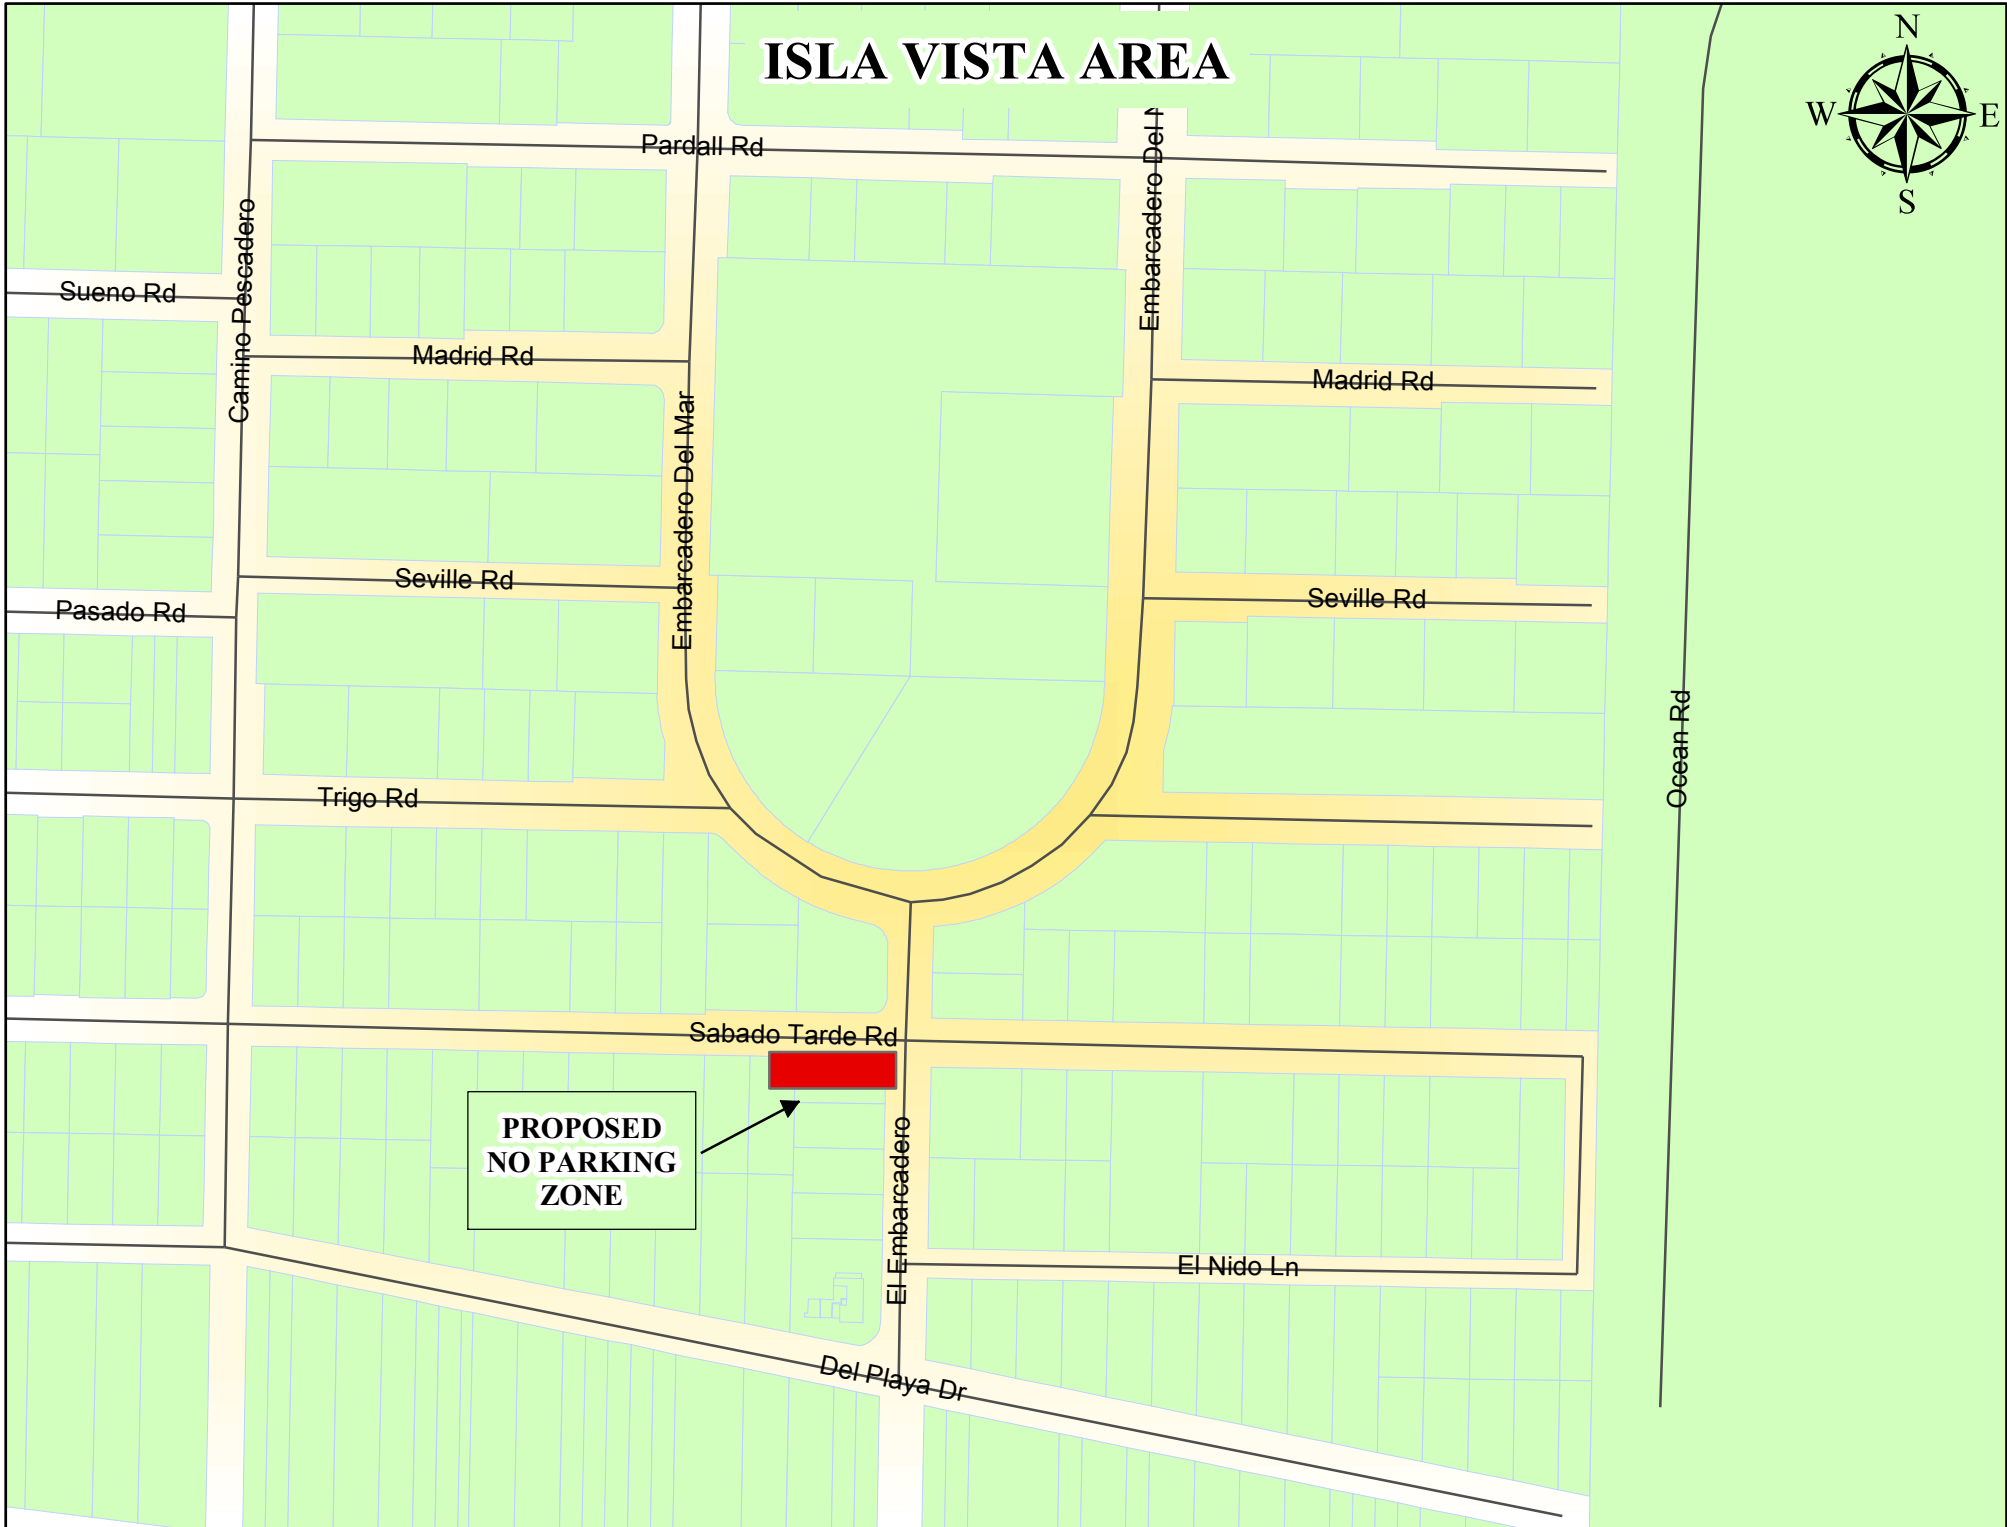 ISLA VISTA AREA
N
W
E
S
Pardall Rd
Embarcadero Del N
Camino Pescadero
Sueno Rd
Madrid Rd
Madrid Rd
Embarcadero Del Mar
Seville Rd
Seville Rd
Pasado Rd
Ocean Rd
Trigo Rd
Sabado Tarde Rd
PROPOSED
NO PARKING
ZONE
El Embarcadero
El Nido Ln
Del Playa Dr